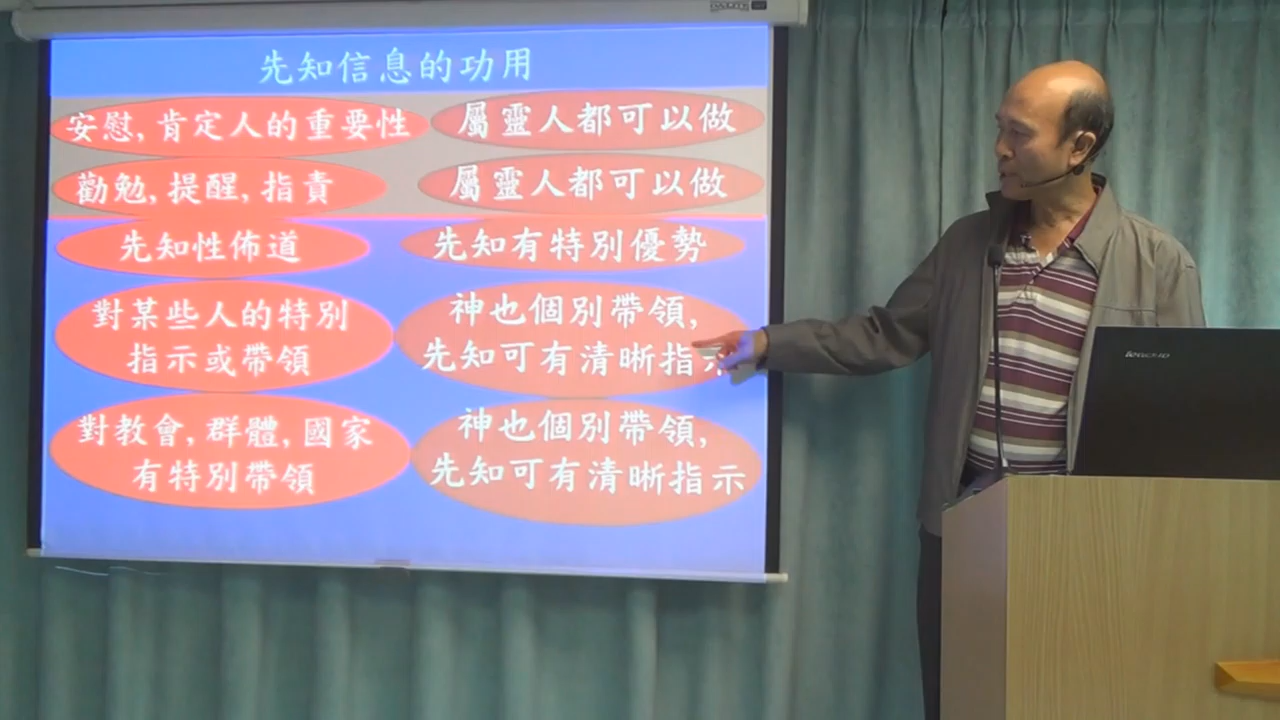 先知信息的功用
安慰, 肯定人的重要性
屬靈人都可以做
勸勉, 提醒, 指責
屬靈人都可以做
先知性佈道
先知有特別優勢
對某些人的特別
指示或帶領
神也個別帶領,
先知可有清晰指示
對教會, 群體, 國家
有特別帶領
神也個別帶領,
先知可有清晰指示
lenovo